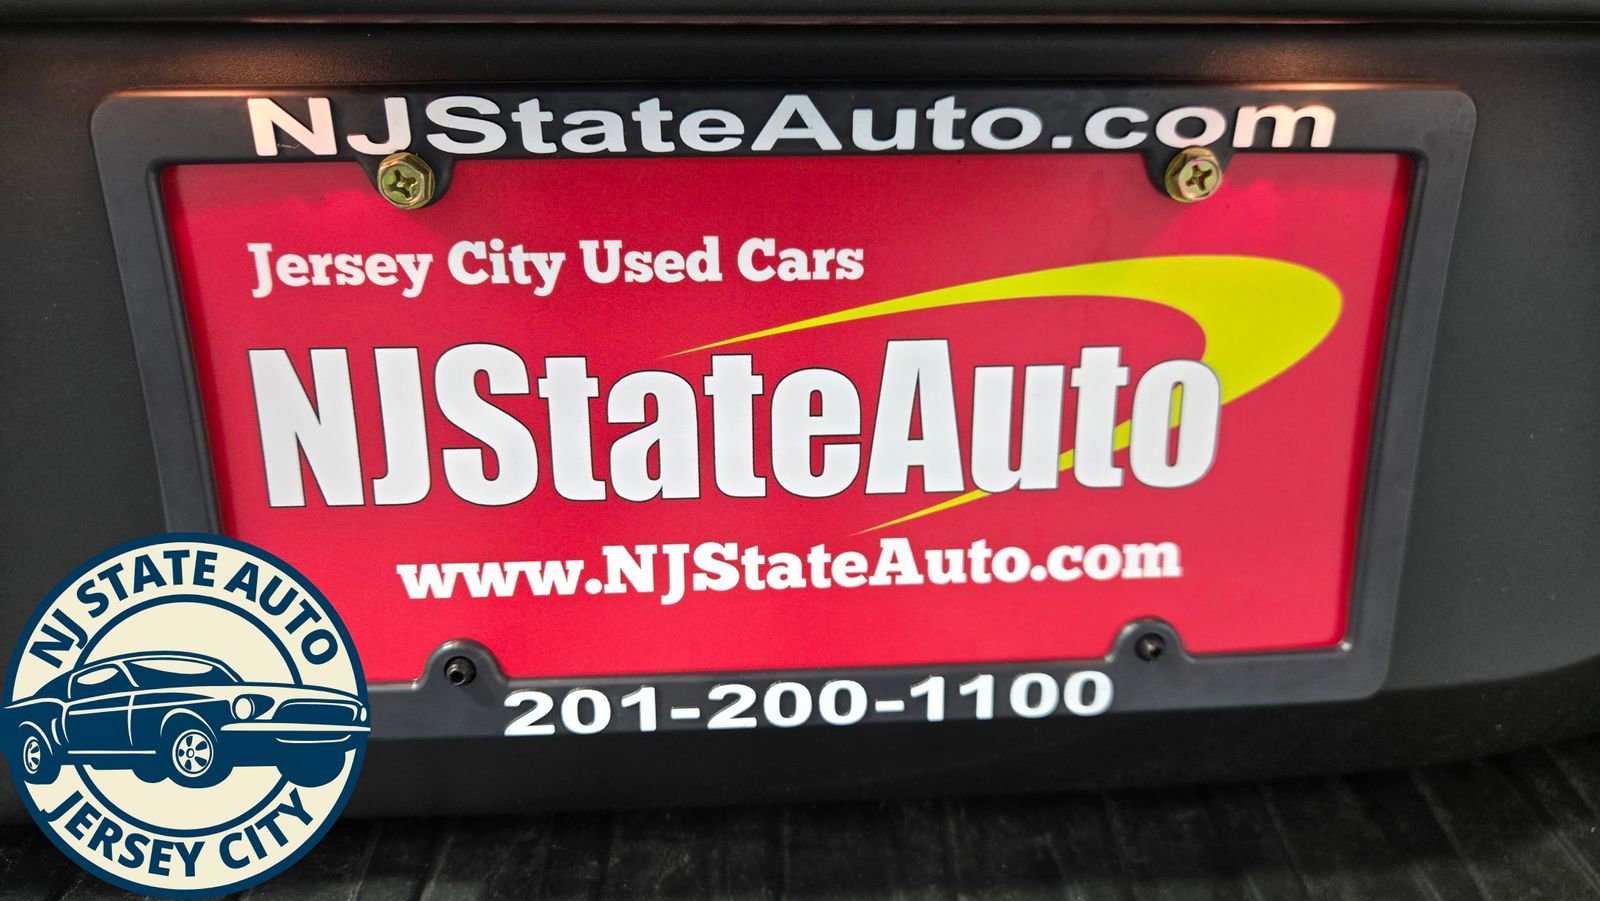 NJStateAuto.com
Jersey City Used Cars
NJStateAuto
www.NJStateAuto.com
201-200-1100
NJ STATE AUTO
JERSEY CITY